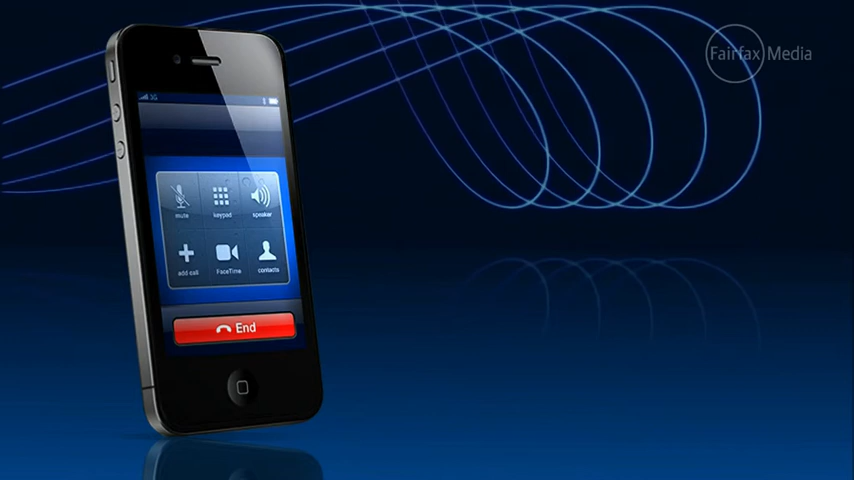 Fairfax Media
3G
mute keypad speaker
add call FaceTime contacts
End